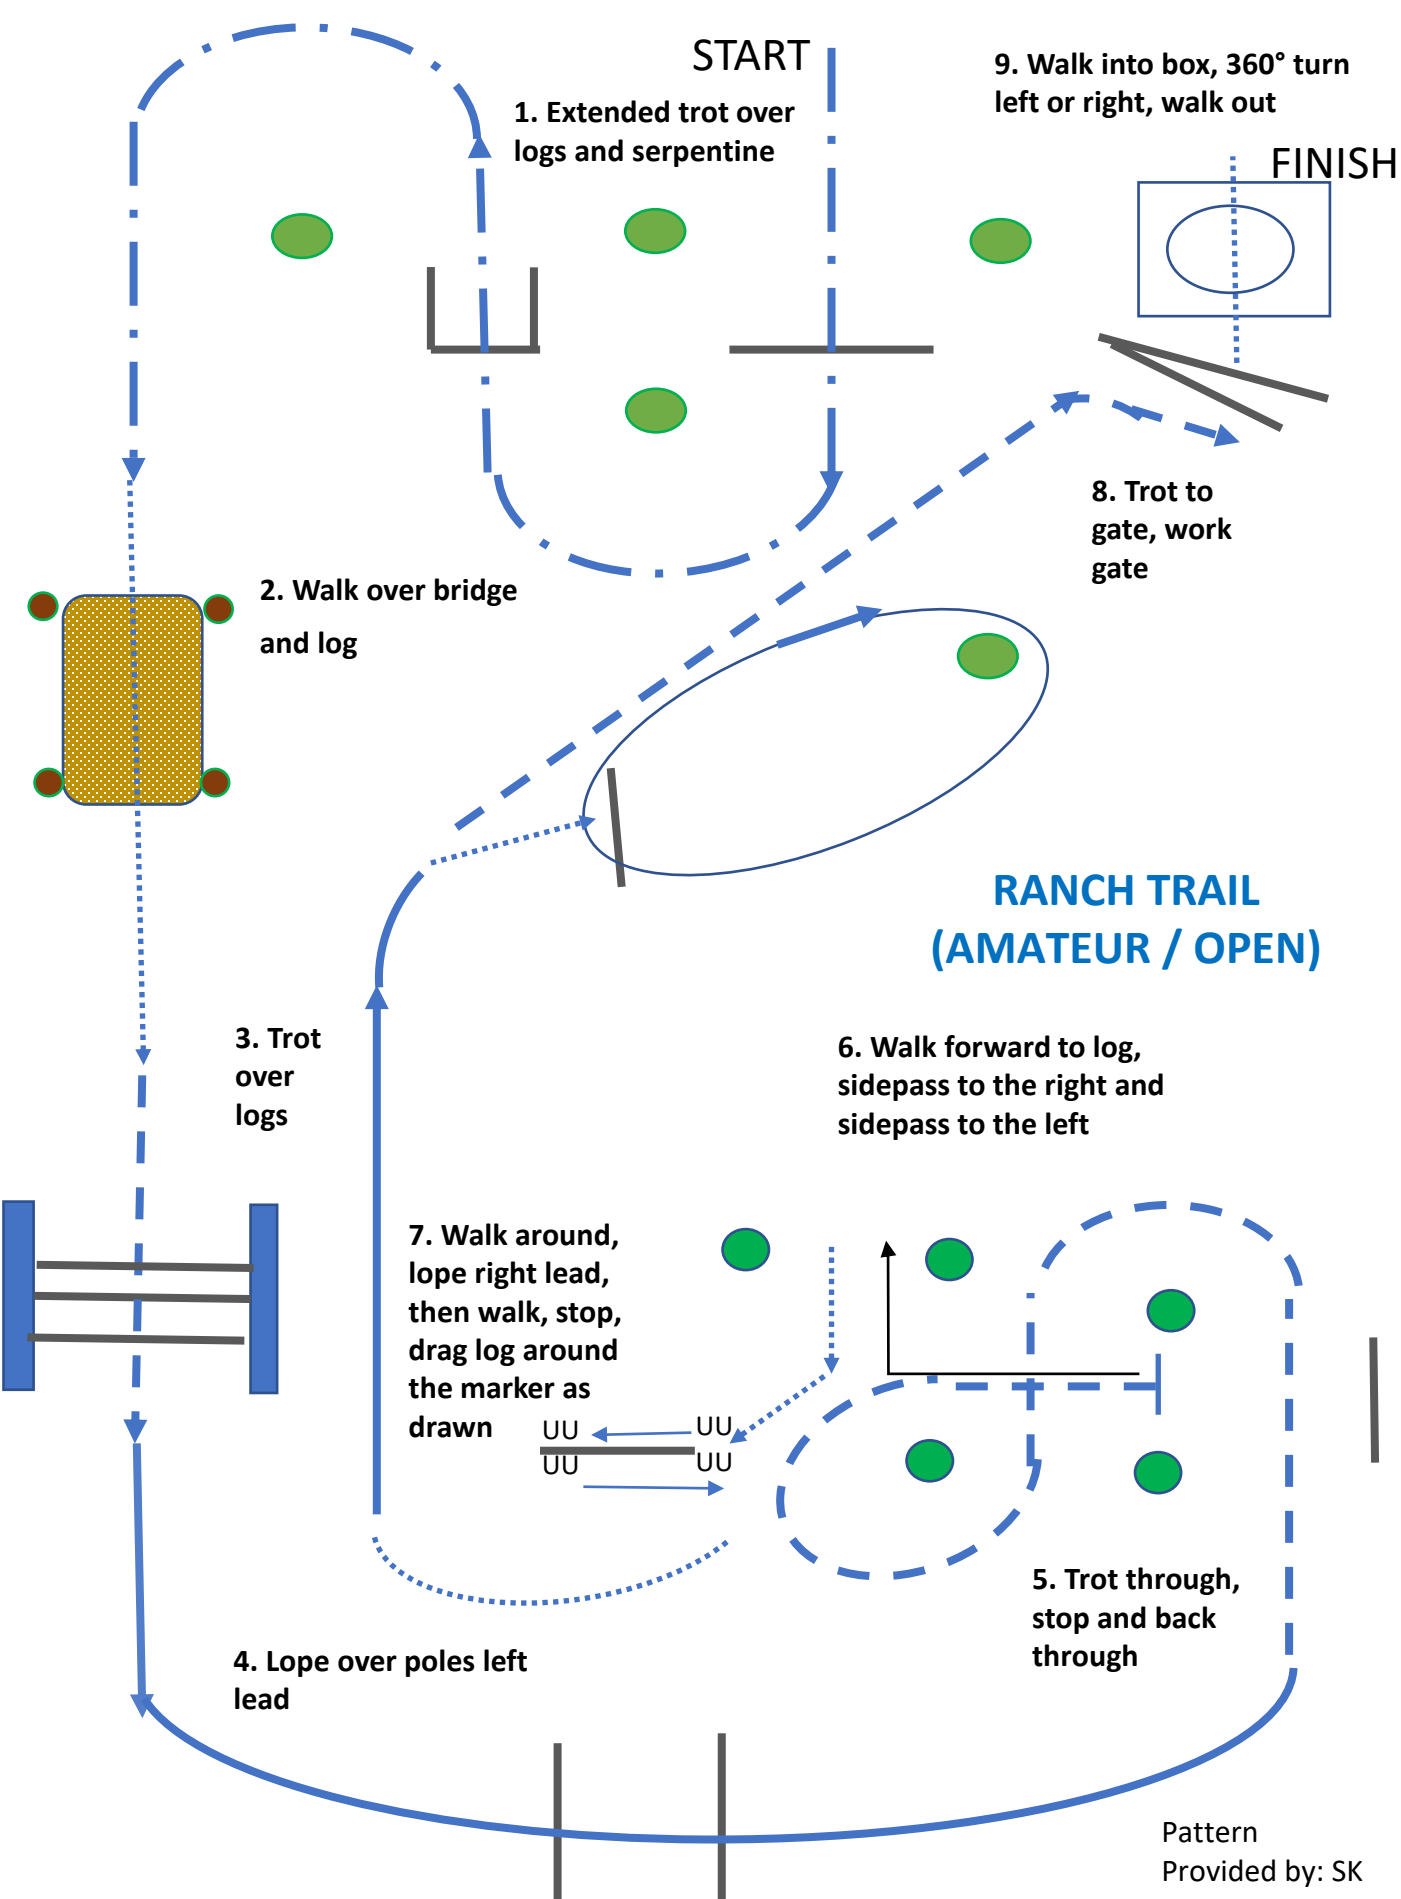 START
9. Walk into box, 360° turn
left or right, walk out
1. Extended trot over
logs and serpentine
FINISH
8. Trot to
gate, work
gate
2. Walk over bridge
and log
RANCH TRAIL
(AMATEUR / OPEN)
3. Trot
over
logs
6. Walk forward to log,
sidepass to the right and
sidepass to the left
7. Walk around,
lope right lead,
then walk, stop,
drag log around
the marker as
drawn
UU UU
UU UU
5. Trot through,
stop and back
through
4. Lope over poles left
lead
Pattern
Provided by: SK